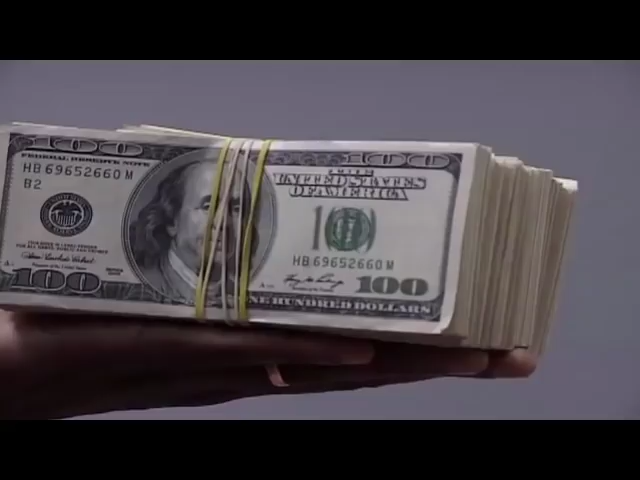 100
FEDERAL RESERVE NOTE
HB 69652660 M
B2
100
100
THE
UNITED STATES
OF AMERICA
100
HB 69652660 M
100
ONE HUNDRED DOLLARS